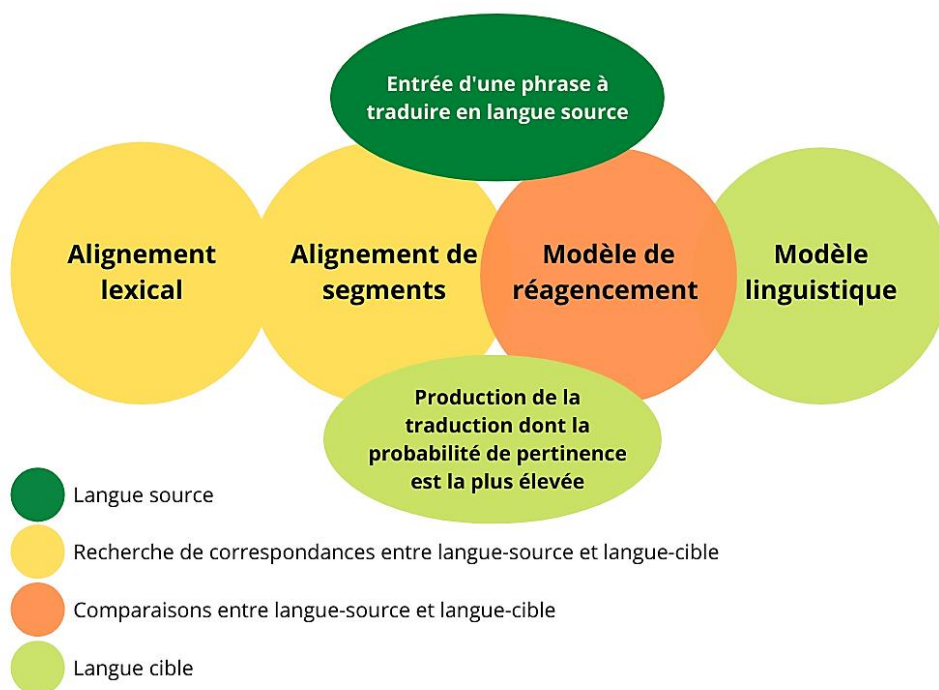 Entrée d'une phrase à
traduire en langue source
Alignement
lexical
Alignement de
segments
Modèle de
réagencement
Modèle
linguistique
Production de la
traduction dont la
probabilité de pertinence
est la plus élevée
Langue source
Recherche de correspondances entre langue-source et langue-cible
Comparaisons entre langue-source et langue-cible
Langue cible